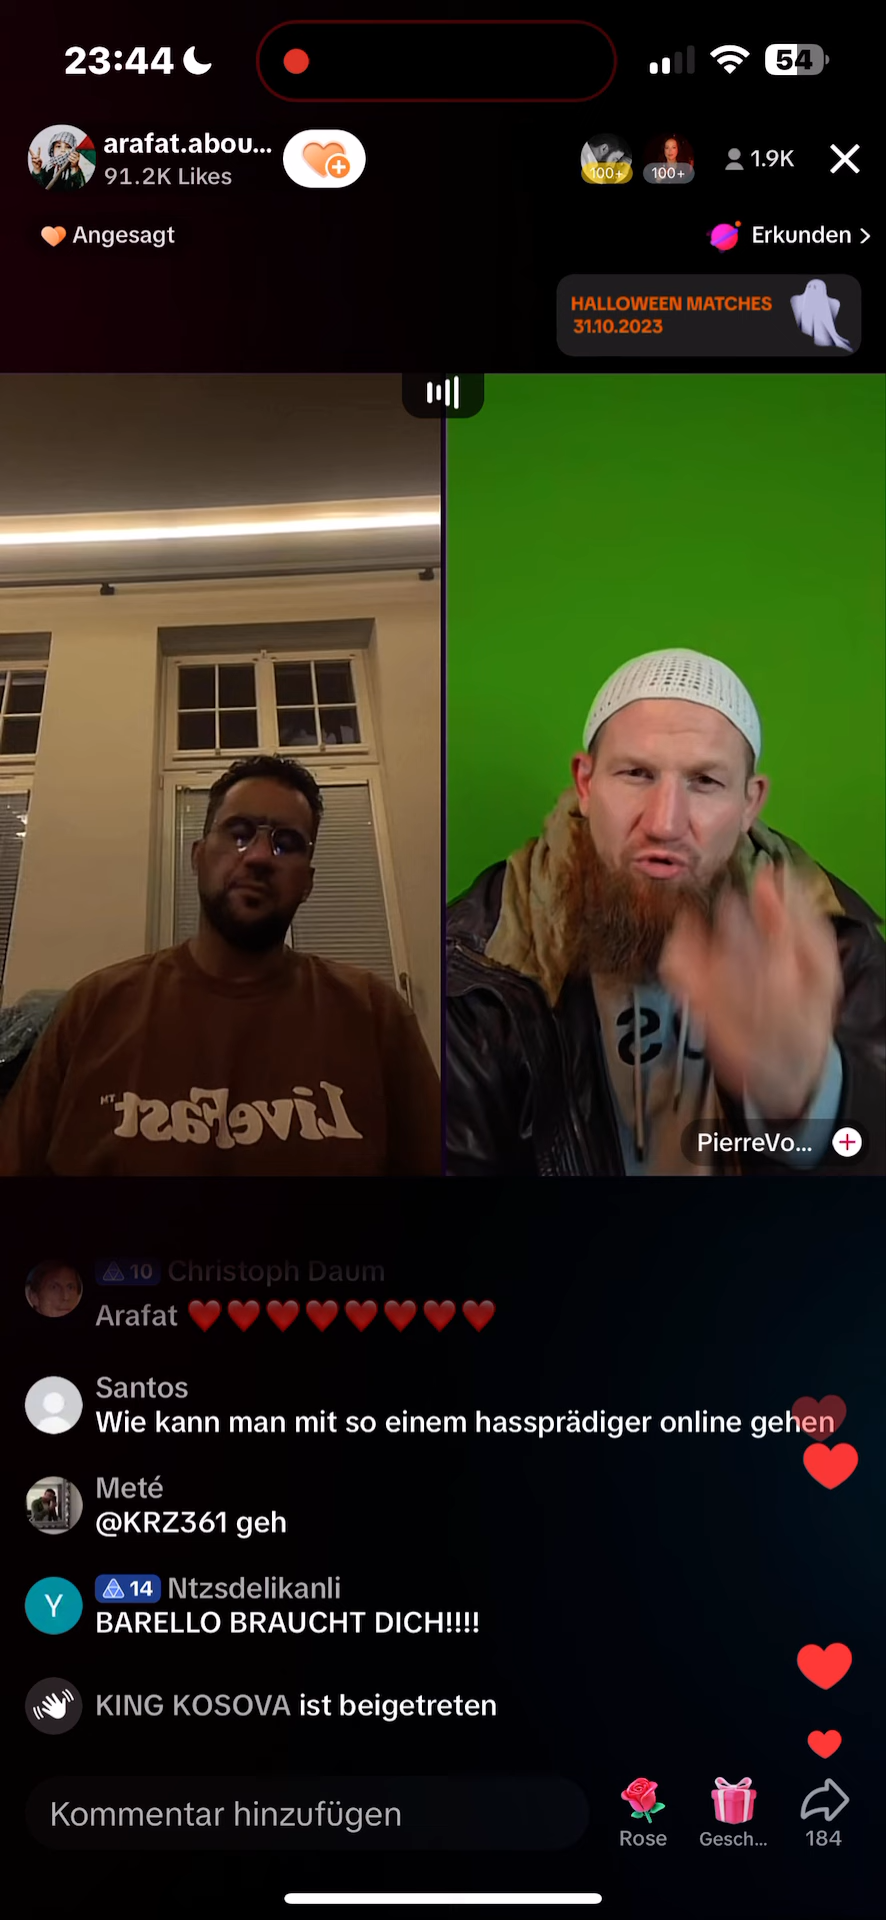 23:44
54
arafat.abou...
91.2K Likes
100+
100+
1.9K
Angesagt
Erkunden >
HALLOWEEN MATCHES
31.10.2023
LiveFast™
PierreVo...
10 Christoph Daum
Arafat ❤️❤️❤️❤️❤️❤️❤️❤️
Santos
Wie kann man mit so einem hassprädiger online gehen
Meté
@KRZ361 geh
Y
14 Ntzsdelikanli
BARELLO BRAUCHT DICH!!!!
KING KOSOVA ist beigetreten
Kommentar hinzufügen
Rose
Gesch...
184